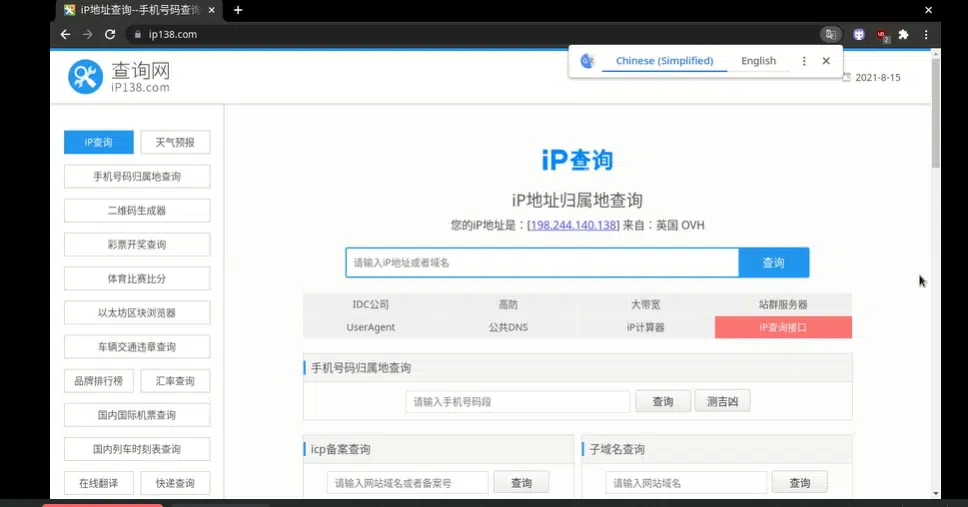 iP地址查询--手机号码查询
ip138.com
Chinese (Simplified)
English
查询网
iP138.com
2021-8-15
iP查询
天气预报
手机号码归属地查询
二维码生成器
彩票开奖查询
体育比赛比分
以太坊区块浏览器
车辆交通违章查询
品牌排行榜
汇率查询
国内国际机票查询
国内列车时刻表查询
在线翻译
快递查询
iP查询
iP地址归属地查询
您的iP地址是：[198.244.140.138] 来自：英国 OVH
请输入iP地址或者域名
查询
IDC公司
高防
大带宽
站群服务器
UserAgent
公共DNS
iP计算器
iP查询接口
手机号码归属地查询
请输入手机号码段
查询
测吉凶
icp备案查询
子域名查询
请输入网站域名或者备案号
查询
请输入网站域名
查询